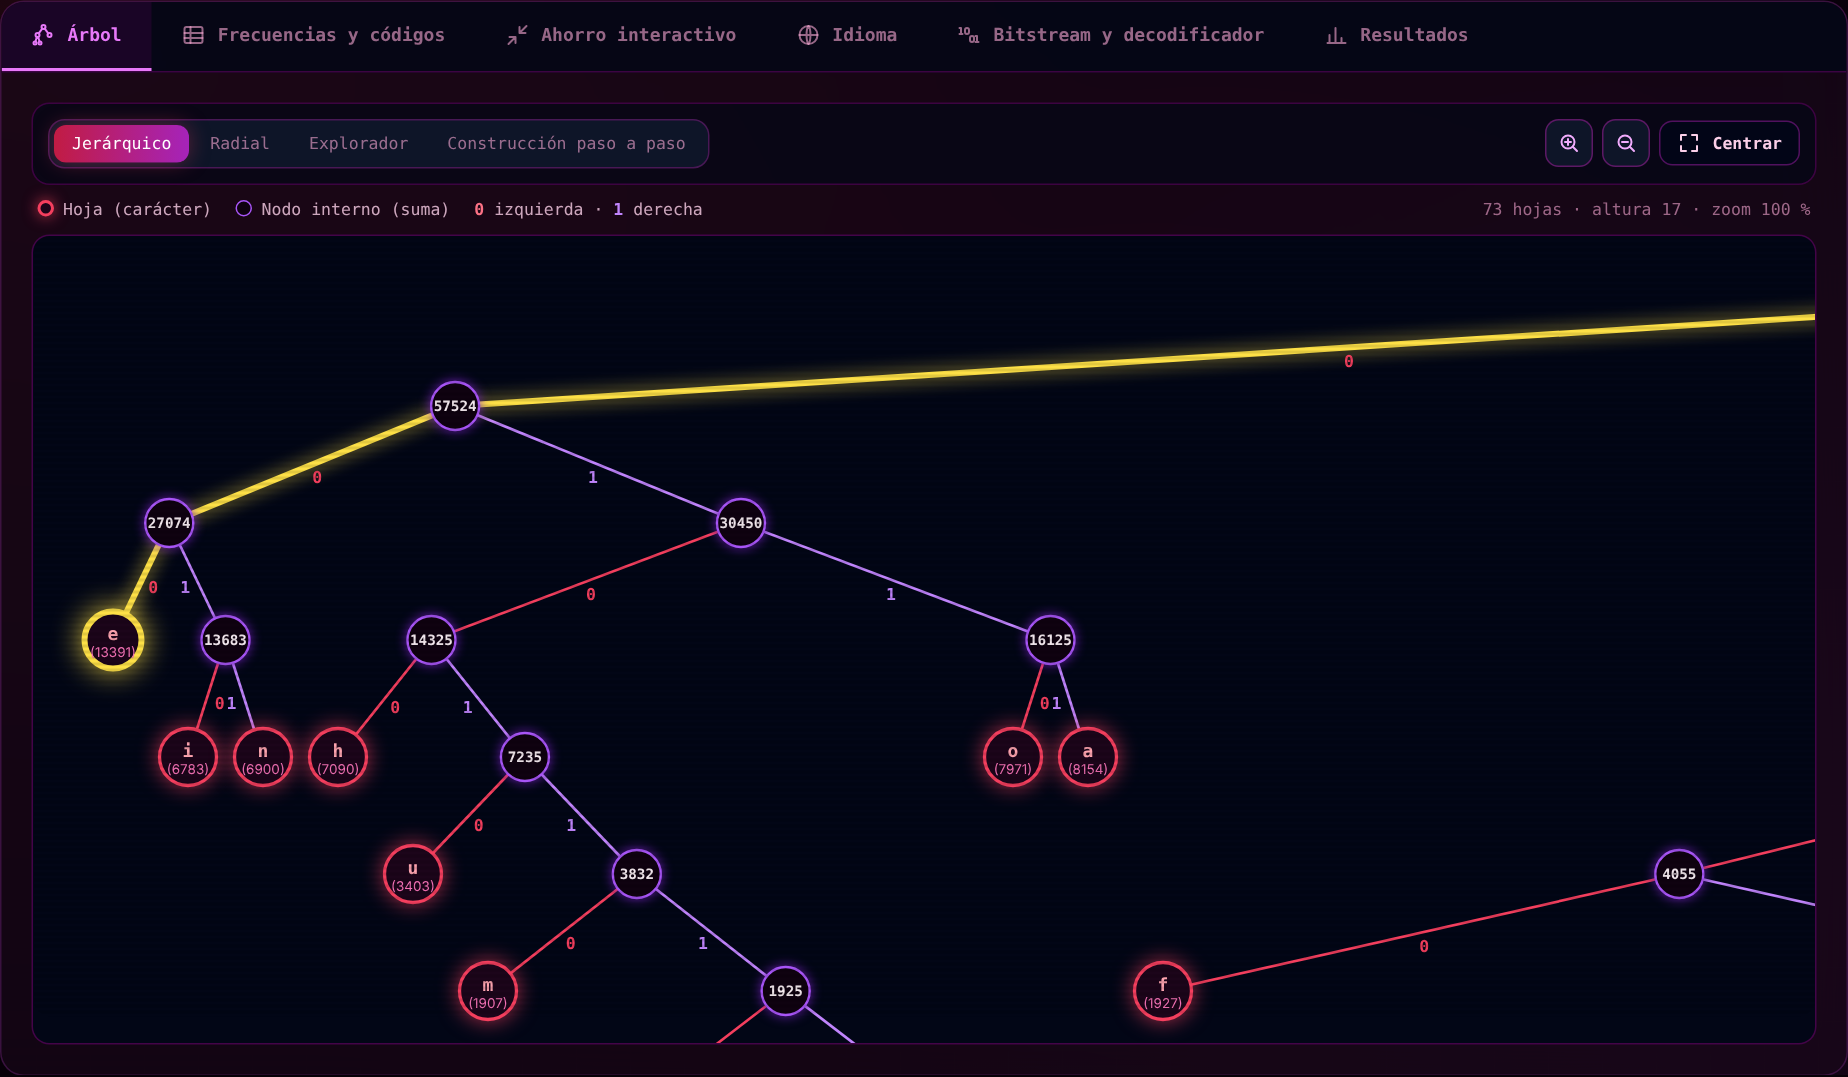 Árbol
Frecuencias y códigos
Ahorro interactivo
Idioma
Bitstream y decodificador
Resultados
Jerárquico
Radial
Explorador
Construcción paso a paso
Centrar
Hoja (carácter)
Nodo interno (suma)
0 izquierda · 1 derecha
73 hojas · altura 17 · zoom 100 %
0
57524
0
1
27074
30450
0
1
0
1
e
(13391)
13683
14325
16125
0
1
0
1
0
1
i
(6783)
n
(6900)
h
(7090)
7235
o
(7971)
a
(8154)
0
1
u
(3403)
3832
4055
0
1
0
m
(1907)
1925
f
(1927)